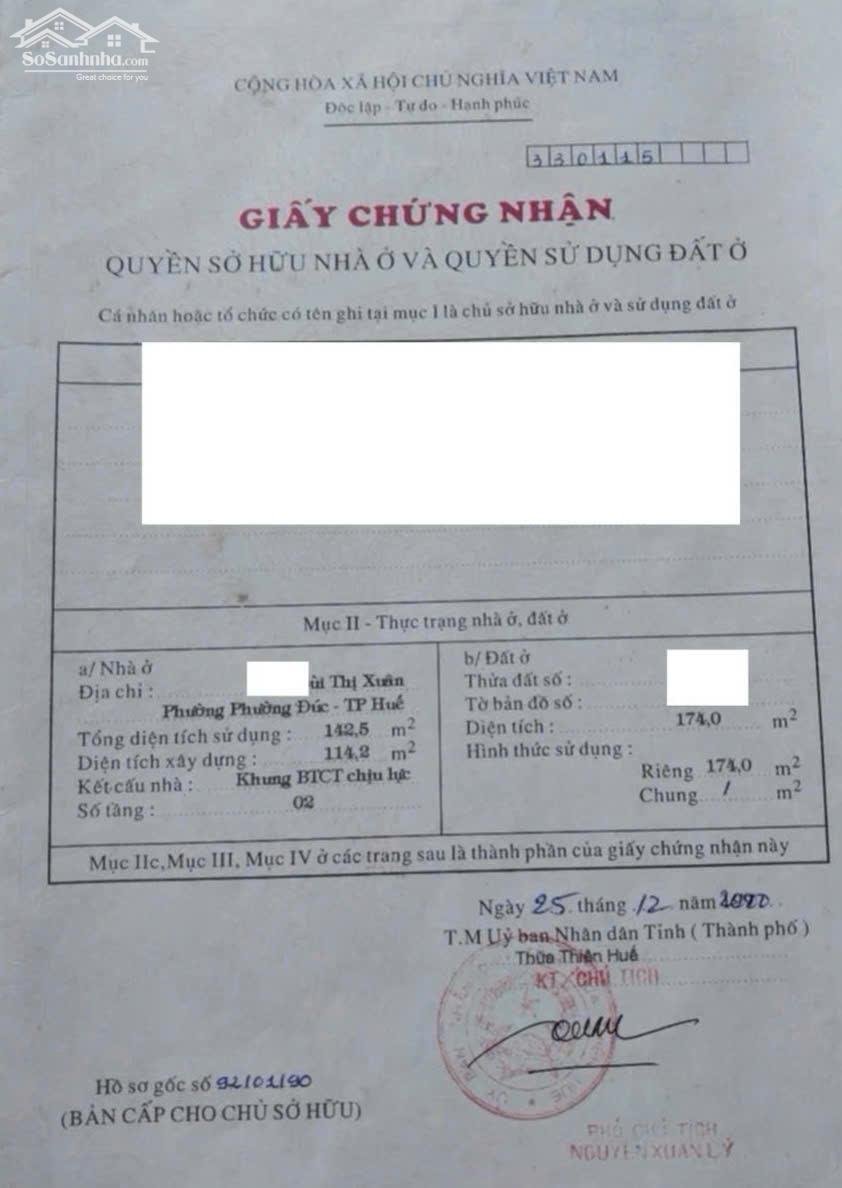 SoSanhnha.com
Great choice for you
CỘNG HÒA XÃ HỘI CHỦ NGHĨA VIỆT NAM
Độc lập - Tự do - Hạnh phúc
330115
GIẤY CHỨNG NHẬN
QUYỀN SỞ HỮU NHÀ Ở VÀ QUYỀN SỬ DỤNG ĐẤT Ở
Cá nhân hoặc tổ chức có tên ghi tại mục I là chủ sở hữu nhà ở và sử dụng đất ở
Mục II - Thực trạng nhà ở, đất ở
a/ Nhà ở
Địa chỉ : ùi Thị Xuân
Phường Phường Đúc - TP Huế
Tổng diện tích sử dụng : 142,5 m²
Diện tích xây dựng : 114,2 m²
Kết cấu nhà : Khung BTCT chịu lực
Số tầng : 02
b/ Đất ở
Thửa đất số :
Tờ bản đồ số :
Diện tích : 174,0 m²
Hình thức sử dụng :
Riêng 174,0 m²
Chung / m²
Mục IIc, Mục III, Mục IV ở các trang sau là thành phần của giấy chứng nhận này
Ngày 25 tháng 12 năm
T.M Uỷ ban Nhân dân Tỉnh ( Thành phố )
Thừa Thiên Huế
KT/CHỦ TỊCH
Hồ sơ gốc số 92/01/90
(BẢN CẤP CHO CHỦ SỞ HỮU)
PHÓ CHỦ TỊCH
NGUYỄN XUÂN LÝ